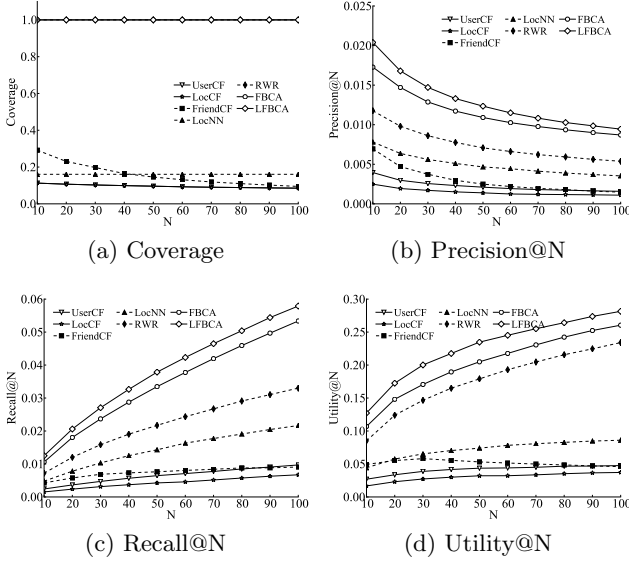 1.0
0.8
0.6
0.4
0.2
0.0
Coverage
UserCF
LocCF
FriendCF
LocNN
RWR
FBCA
LFBCA
10 20 30 40 50 60 70 80 90 100
N
(a) Coverage
0.025
0.020
0.015
0.010
0.005
0.000
Precision@N
UserCF
LocCF
FriendCF
LocNN
RWR
FBCA
LFBCA
10 20 30 40 50 60 70 80 90 100
N
(b) Precision@N
0.06
0.05
0.04
0.03
0.02
0.01
0.00
Recall@N
UserCF
LocCF
FriendCF
LocNN
RWR
FBCA
LFBCA
10 20 30 40 50 60 70 80 90 100
N
(c) Recall@N
0.30
0.25
0.20
0.15
0.10
0.05
0.00
Utility@N
UserCF
LocCF
FriendCF
LocNN
RWR
FBCA
LFBCA
10 20 30 40 50 60 70 80 90 100
N
(d) Utility@N